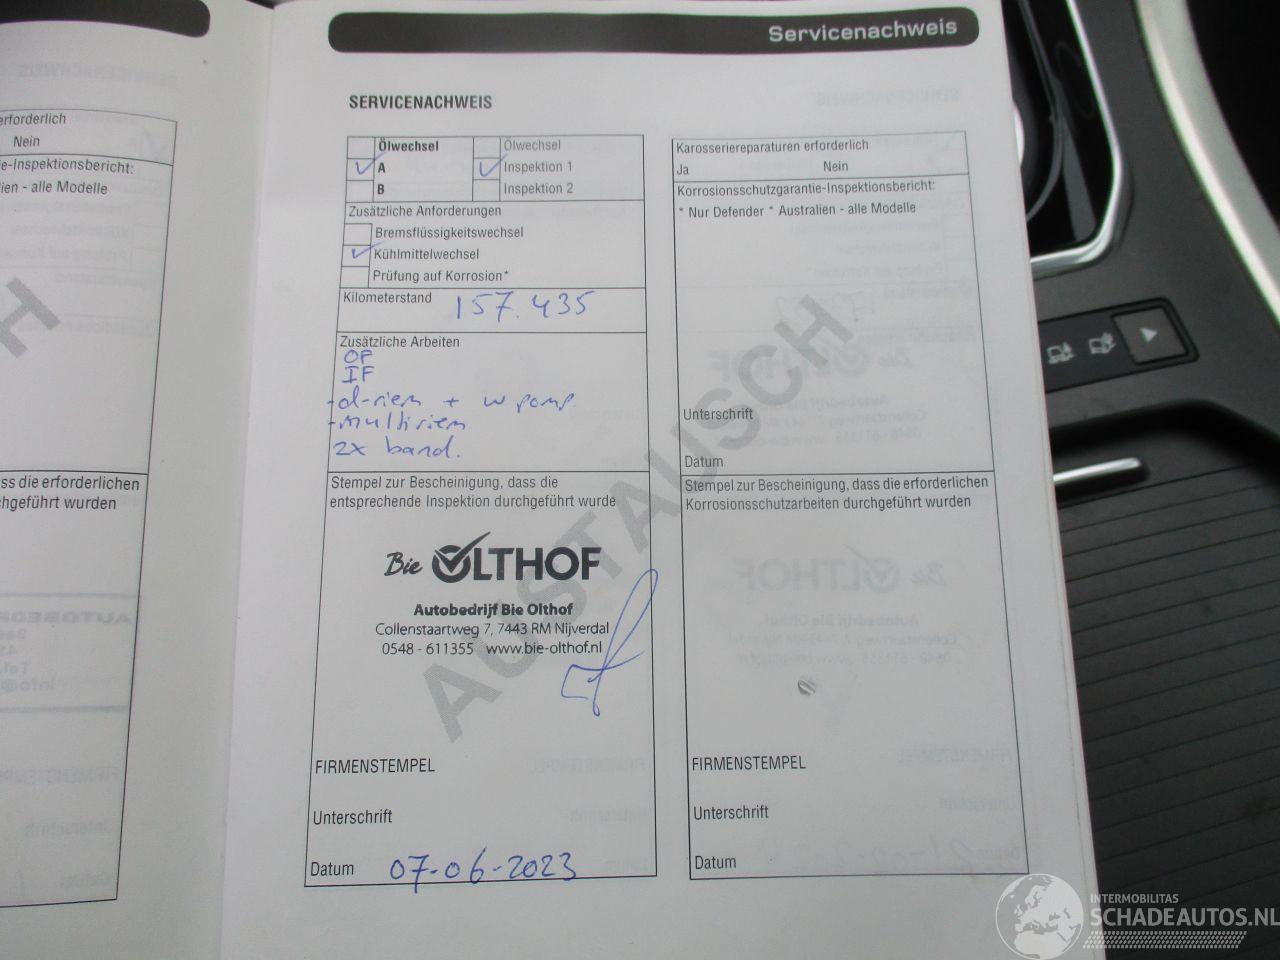 Servicenachweis
erforderlich
Nein
e-Inspektionsbericht:
ien - alle Modelle
ss die erforderlichen
chgeführt wurden
SERVICENACHWEIS
Ölwechsel
Ölwechsel
A
Inspektion 1
B
Inspektion 2
Zusätzliche Anforderungen
Bremsflüssigkeitswechsel
Kühlmittelwechsel
Prüfung auf Korrosion*
Kilometerstand 157.435
Zusätzliche Arbeiten
OF
IF
-d-riem + w pomp.
-multiriem
2x band.
Stempel zur Bescheinigung, dass die
entsprechende Inspektion durchgeführt wurde
Bie OLTHOF
Autobedrijf Bie Olthof
Collenstaartweg 7, 7443 RM Nijverdal
0548 - 611355 www.bie-olthof.nl
FIRMENSTEMPEL
Unterschrift
Datum 07-06-2023
Karosseriereparaturen erforderlich
Ja Nein
Korrosionsschutzgarantie-Inspektionsbericht:
* Nur Defender * Australien - alle Modelle
Unterschrift
Datum
Stempel zur Bescheinigung, dass die erforderlichen
Korrosionsschutzarbeiten durchgeführt wurden
FIRMENSTEMPEL
Unterschrift
Datum
AUSTAUSCH
H
INTERMOBILITAS
SCHADEAUTOS.NL